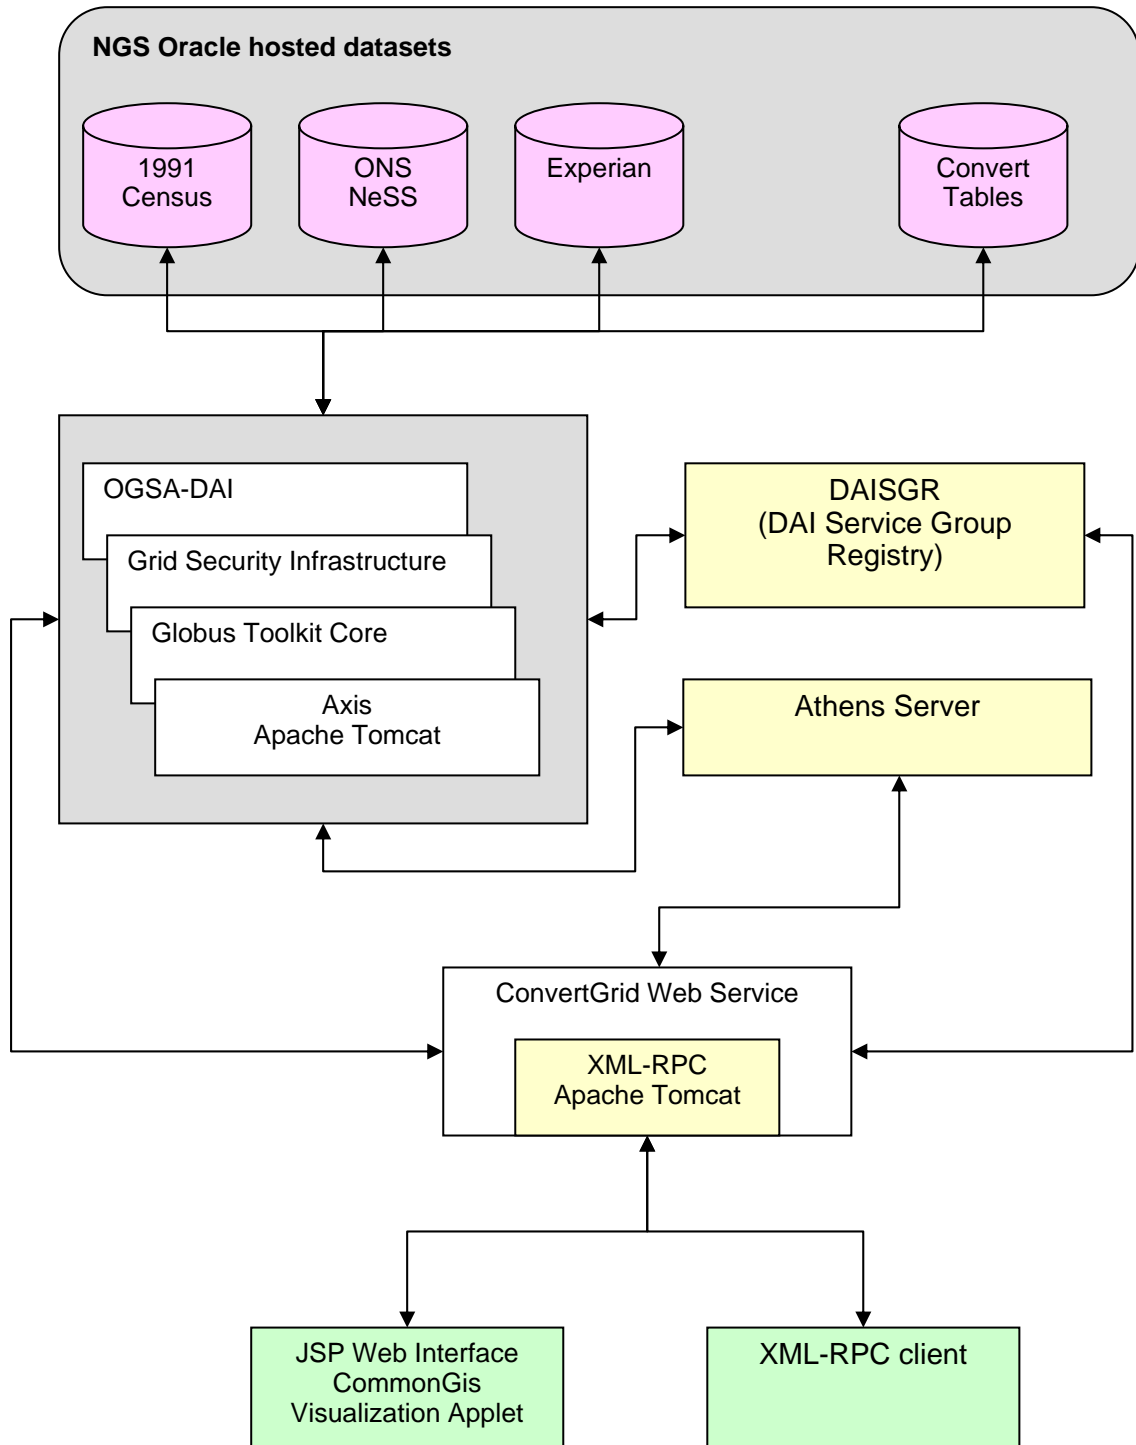 NGS Oracle hosted datasets
1991
Census
ONS
NeSS
Experian
Convert
Tables
OGSA-DAI
Grid Security Infrastructure
Globus Toolkit Core
Axis
Apache Tomcat
DAISGR
(DAI Service Group
Registry)
Athens Server
ConvertGrid Web Service
XML-RPC
Apache Tomcat
JSP Web Interface
CommonGis
Visualization Applet
XML-RPC client